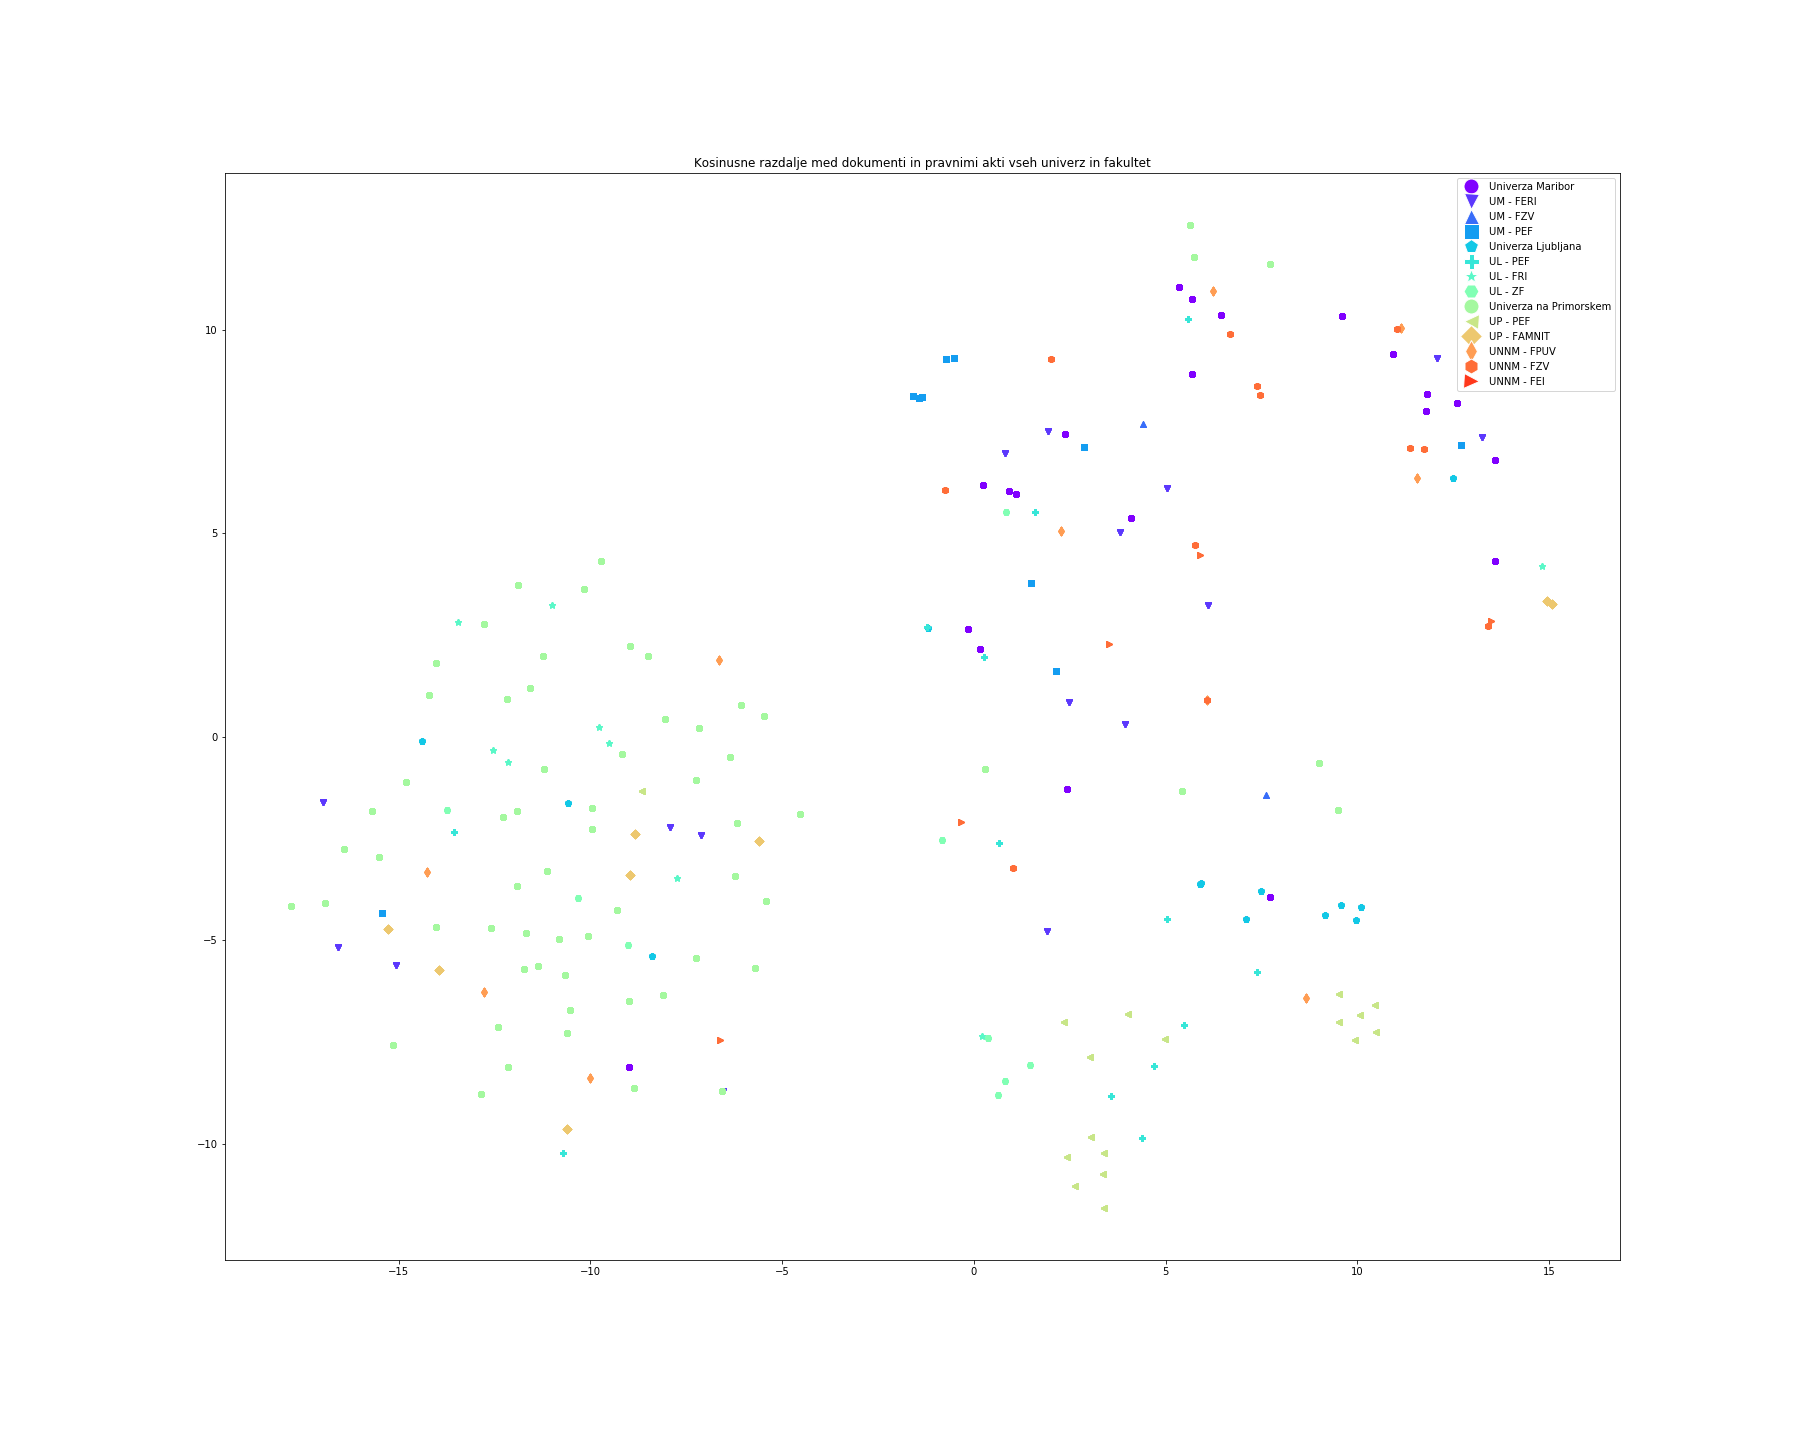 Kosinusne razdalje med dokumenti in pravnimi akti vseh univerz in fakultet
Univerza Maribor
UM - FERI
UM - FZV
UM - PEF
Univerza Ljubljana
UL - PEF
UL - FRI
UL - ZF
Univerza na Primorskem
UP - PEF
UP - FAMNIT
UNNM - FPUV
UNNM - FZV
UNNM - FEI
10
5
0
−5
−10
−15 −10 −5 0 5 10 15